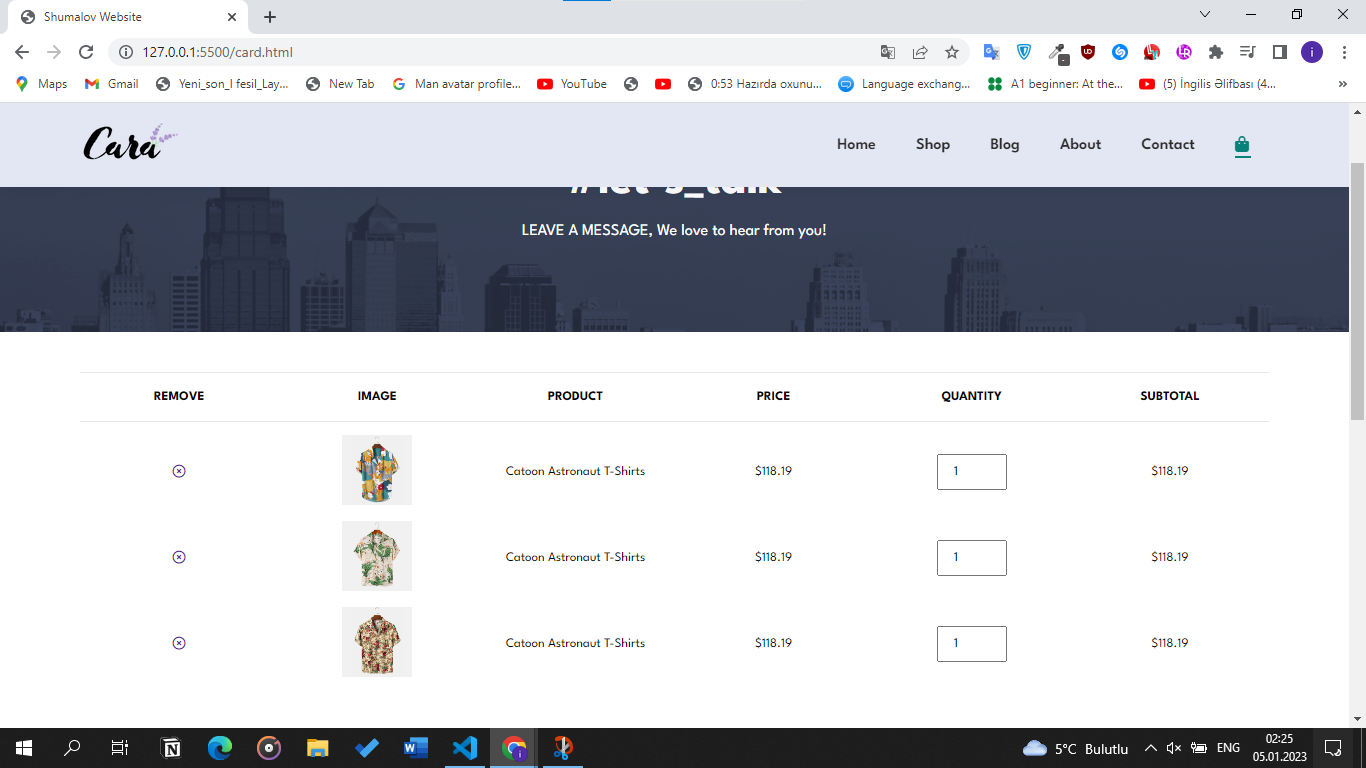 Shumalov Website
127.0.0.1:5500/card.html
Maps Gmail Yeni_son_I fesil_Lay... New Tab Man avatar profile... YouTube 0:53 Hazırda oxunu... Language exchang... A1 beginner: At the... (5) İngilis Əlifbası (4...
Cara Home Shop Blog About Contact
#let's_talk
LEAVE A MESSAGE, We love to hear from you!
REMOVE IMAGE PRODUCT PRICE QUANTITY SUBTOTAL
Catoon Astronaut T-Shirts $118.19 1 $118.19
Catoon Astronaut T-Shirts $118.19 1 $118.19
Catoon Astronaut T-Shirts $118.19 1 $118.19
5°C Bulutlu ENG 02:25
05.01.2023